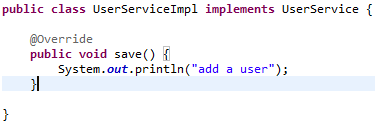 public class UserServiceImpl implements UserService {
@Override
public void save() {
System.out.println("add a user");
}
}